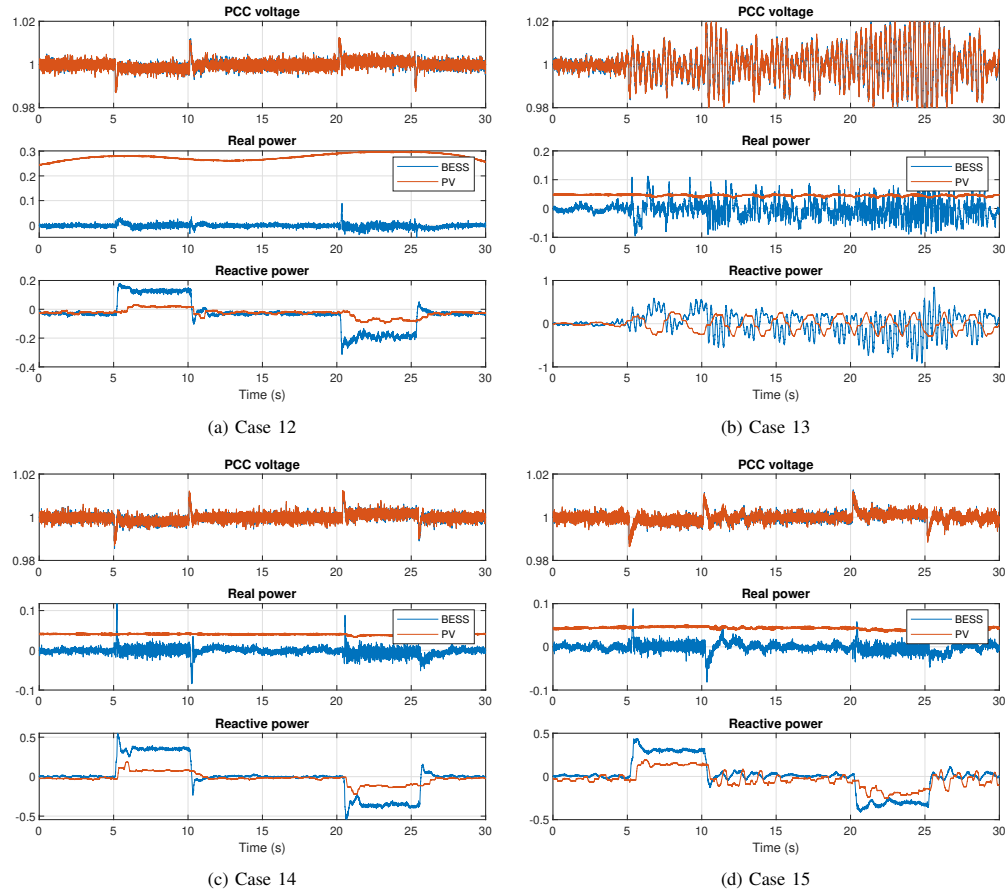 PCC voltage
1.02
1
0.98
0 5 10 15 20 25 30
Real power
0.3
0.2
0.1
0
BESS
PV
0 5 10 15 20 25 30
Reactive power
0.2
0
-0.2
-0.4
0 5 10 15 20 25 30
Time (s)
(a) Case 12
PCC voltage
1.02
1
0.98
0 5 10 15 20 25 30
Real power
0.2
0.1
0
-0.1
BESS
PV
0 5 10 15 20 25 30
Reactive power
1
0
-1
0 5 10 15 20 25 30
Time (s)
(b) Case 13
PCC voltage
1.02
1
0.98
0 5 10 15 20 25 30
Real power
0.1
0
-0.1
BESS
PV
0 5 10 15 20 25 30
Reactive power
0.5
0
-0.5
0 5 10 15 20 25 30
Time (s)
(c) Case 14
PCC voltage
1.02
1
0.98
0 5 10 15 20 25 30
Real power
0.1
0
-0.1
BESS
PV
0 5 10 15 20 25 30
Reactive power
0.5
0
-0.5
0 5 10 15 20 25 30
Time (s)
(d) Case 15